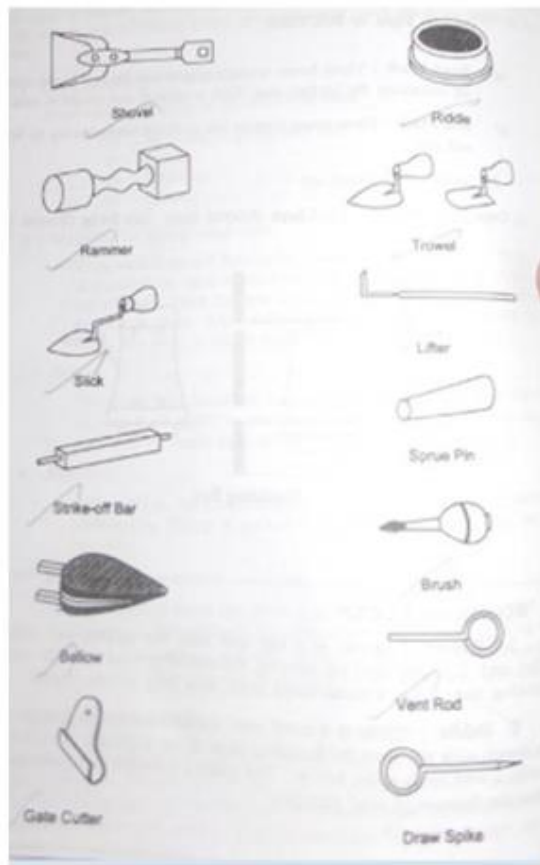 Shovel
Riddle
Rammer
Trowel
Slick
Lifter
Sprue Pin
Strike-off Bar
Brush
Bellow
Vent Rod
Gate Cutter
Draw Spike